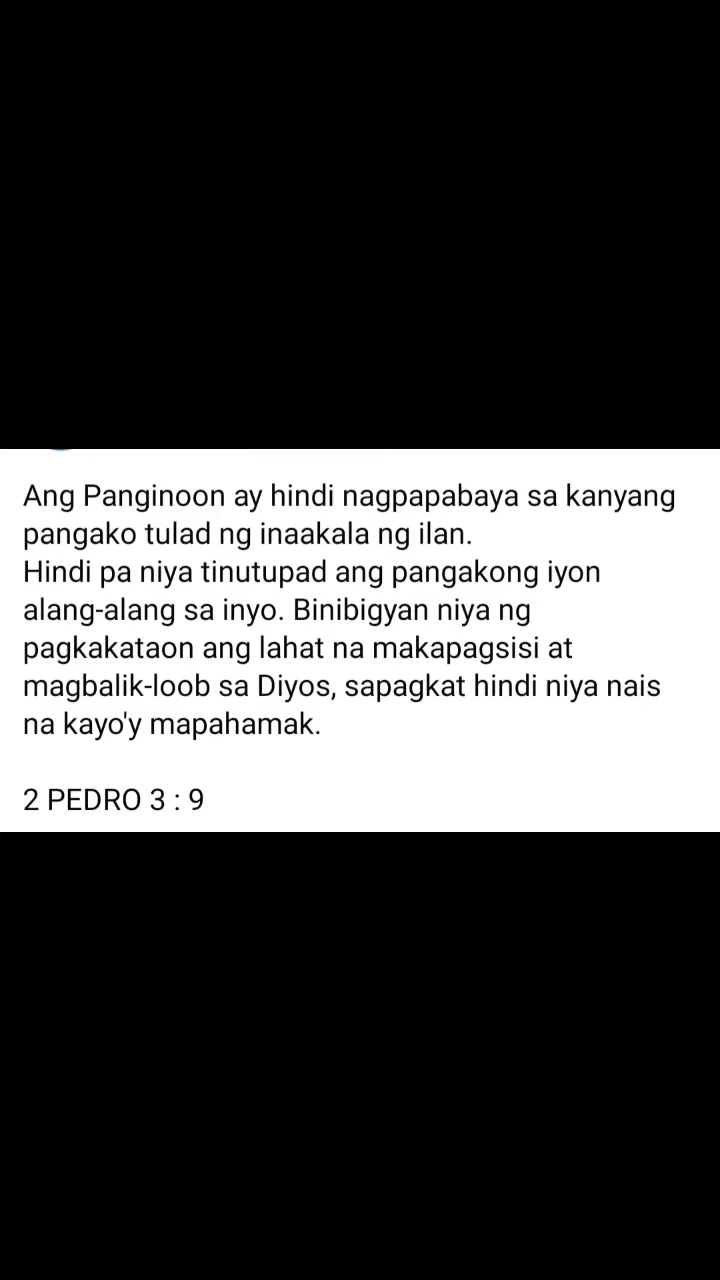 Ang Panginoon ay hindi nagpapabaya sa kanyang
pangako tulad ng inaakala ng ilan.
Hindi pa niya tinutupad ang pangakong iyon
alang-alang sa inyo. Binibigyan niya ng
pagkakataon ang lahat na makapagsisi at
magbalik-loob sa Diyos, sapagkat hindi niya nais
na kayo'y mapahamak.
2 PEDRO 3 : 9